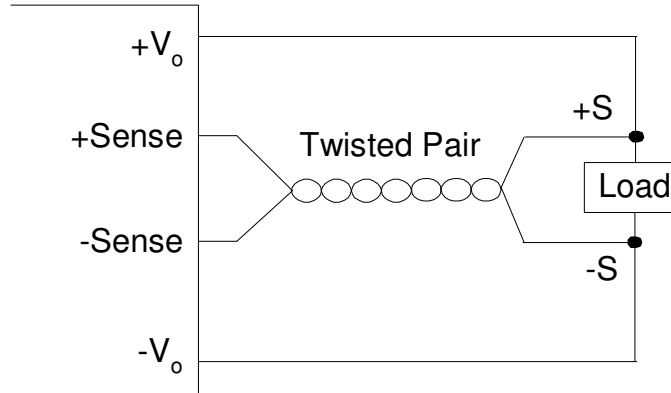 +Vₒ
+S
+Sense
Twisted Pair
Load
-Sense
-S
-Vₒ